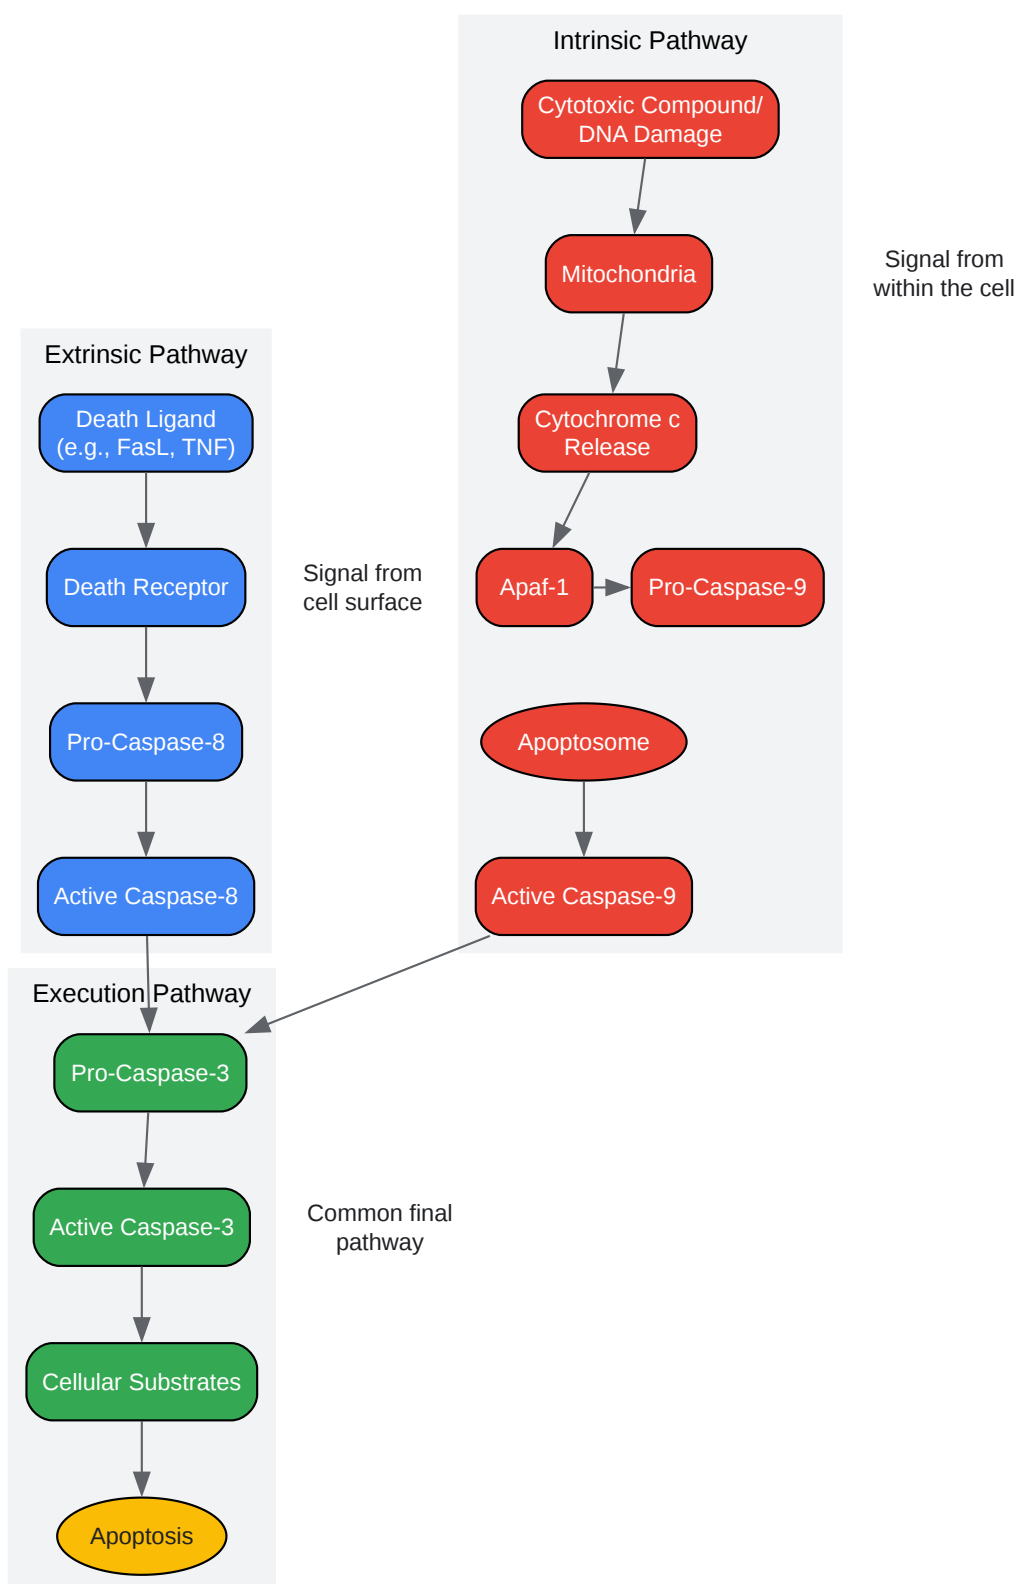 Intrinsic Pathway
Cytotoxic Compound/
DNA Damage
Mitochondria
Signal from
within the cell
Cytochrome c
Release
Apaf-1
Pro-Caspase-9
Apoptosome
Active Caspase-9
Extrinsic Pathway
Death Ligand
(e.g., FasL, TNF)
Death Receptor
Signal from
cell surface
Pro-Caspase-8
Active Caspase-8
Execution Pathway
Pro-Caspase-3
Active Caspase-3
Common final
pathway
Cellular Substrates
Apoptosis